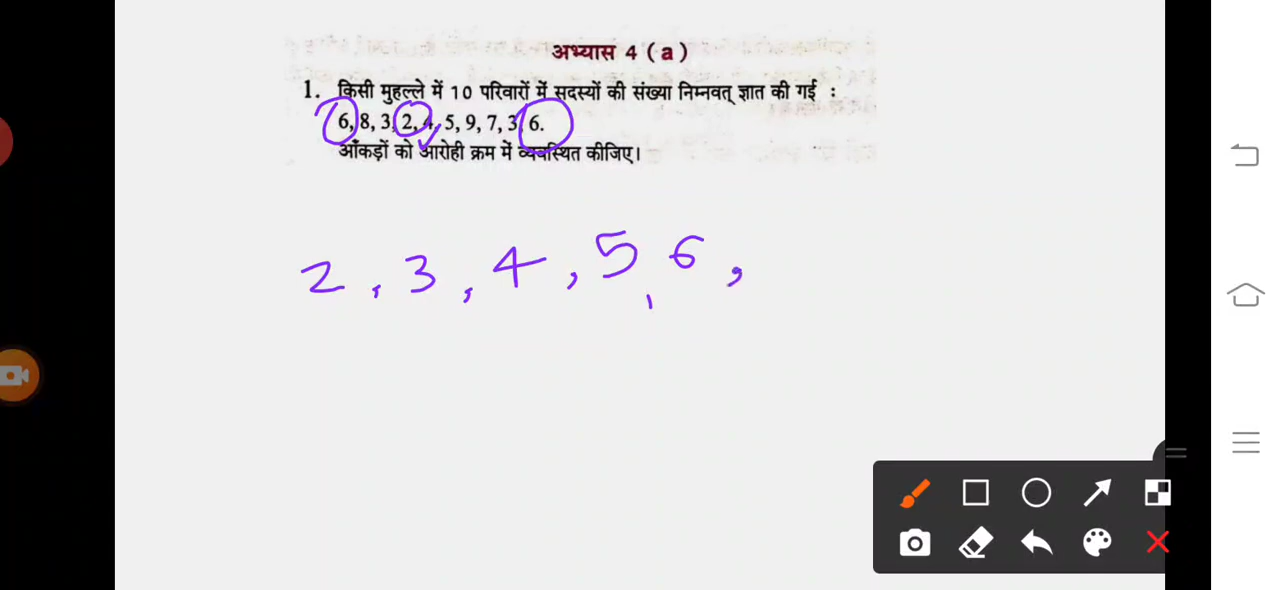 अभ्यास 4 ( a )
1. किसी मुहल्ले में 10 परिवारों में सदस्यों की संख्या निम्नवत् ज्ञात की गई :
6, 8, 3, 2, 4, 5, 9, 7, 3, 6.
आँकड़ों को आरोही क्रम में व्यवस्थित कीजिए।
2 , 3 , 4 , 5 , 6 ,